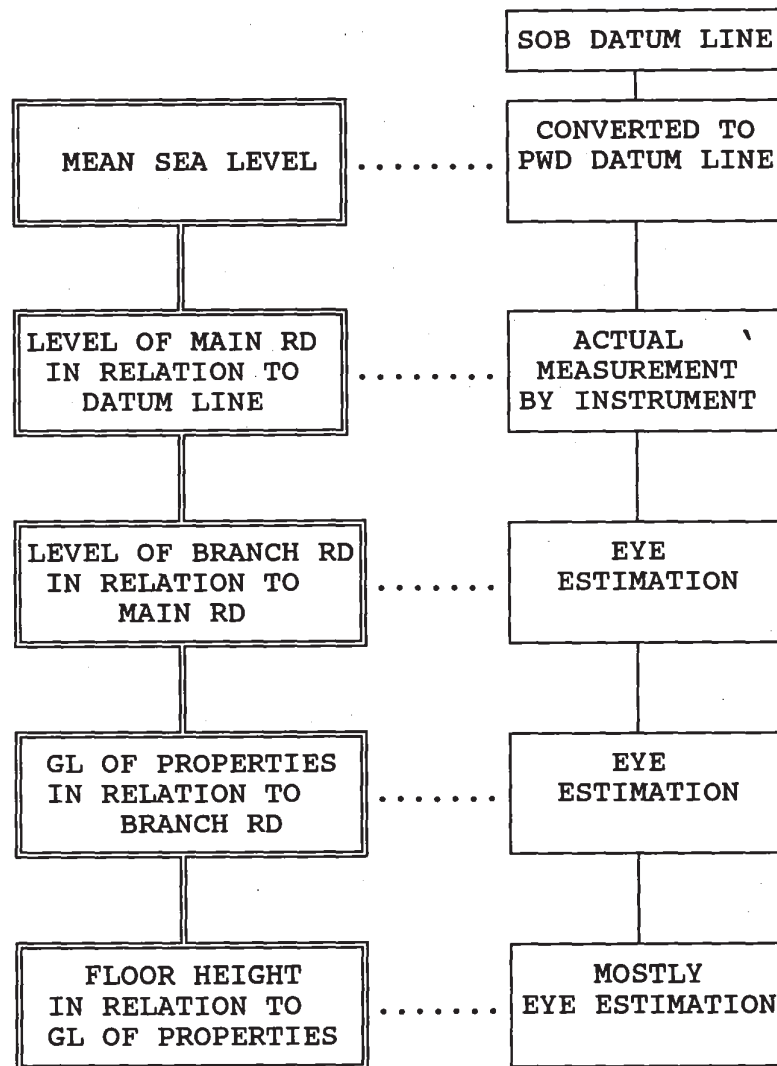 SOB DATUM LINE
MEAN SEA LEVEL
CONVERTED TO
PWD DATUM LINE
LEVEL OF MAIN RD
IN RELATION TO
DATUM LINE
ACTUAL
MEASUREMENT
BY INSTRUMENT
LEVEL OF BRANCH RD
IN RELATION TO
MAIN RD
EYE
ESTIMATION
GL OF PROPERTIES
IN RELATION TO
BRANCH RD
EYE
ESTIMATION
FLOOR HEIGHT
IN RELATION TO
GL OF PROPERTIES
MOSTLY
EYE ESTIMATION